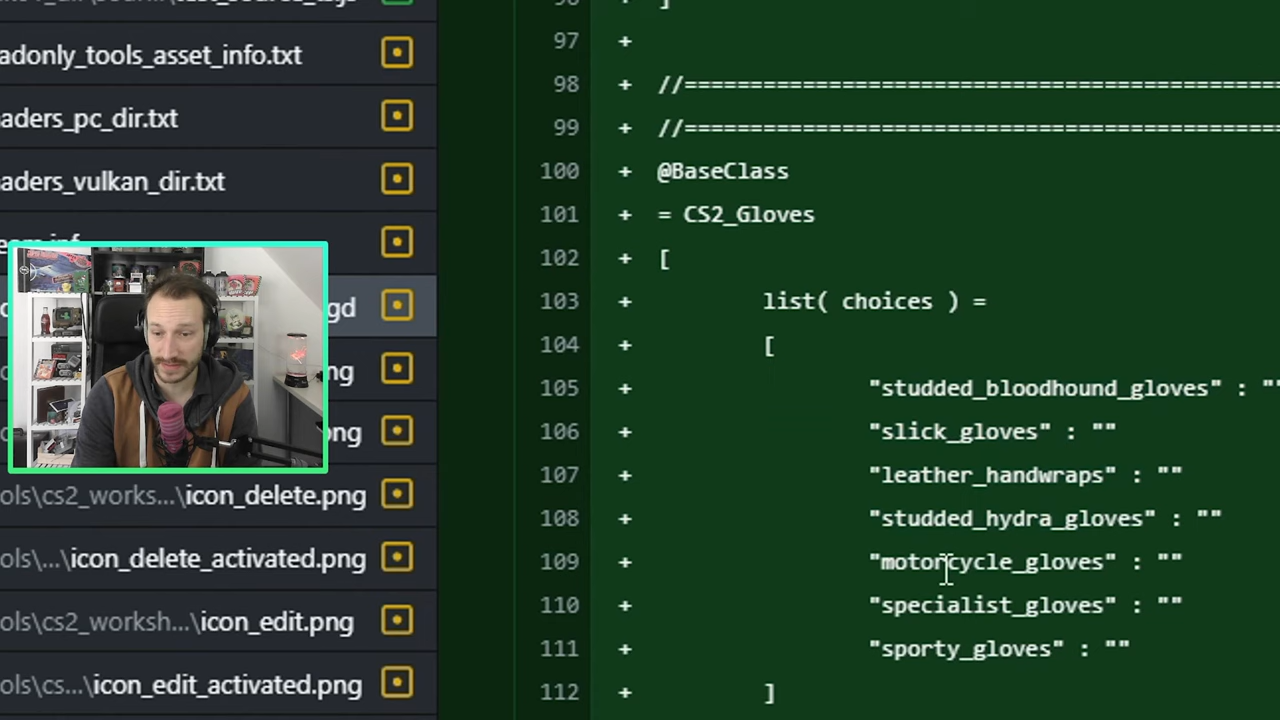 adonly_tools_asset_info.txt
aders_pc_dir.txt
aders_vulkan_dir.txt
gd
ng
ong
ols\cs2_works...\icon_delete.png
ols\...\icon_delete_activated.png
ols\cs2_worksh...\icon_edit.png
ols\cs...\icon_edit_activated.png
+ ]
97 +
98 + //===============================================
99 + //===============================================
100 + @BaseClass
101 + = CS2_Gloves
102 + [
103 + list( choices ) =
104 + [
105 + "studded_bloodhound_gloves" : ""
106 + "slick_gloves" : ""
107 + "leather_handwraps" : ""
108 + "studded_hydra_gloves" : ""
109 + "motorcycle_gloves" : ""
110 + "specialist_gloves" : ""
111 + "sporty_gloves" : ""
112 + ]